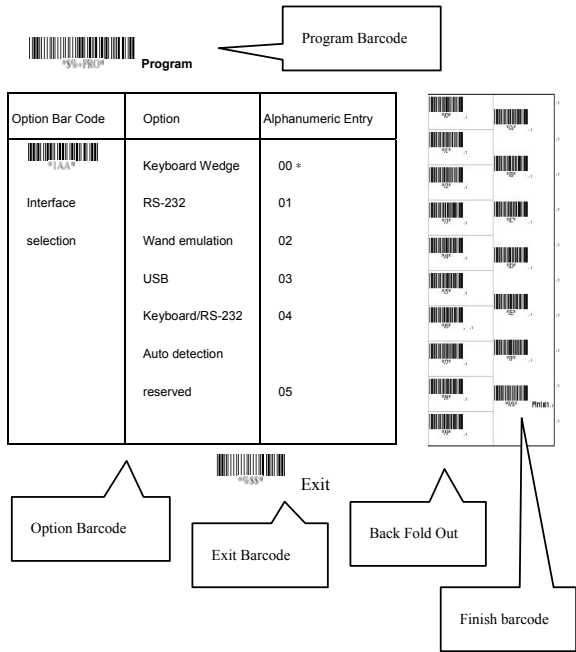 Program Barcode
*$%+PRO* Program
Option Bar Code Option Alphanumeric Entry
*1AA*
Keyboard Wedge 00 *
Interface RS-232 01
selection Wand emulation 02
USB 03
Keyboard/RS-232 04
Auto detection
reserved 05
Finish
*%$$* Exit
Option Barcode
Exit Barcode
Back Fold Out
Finish barcode